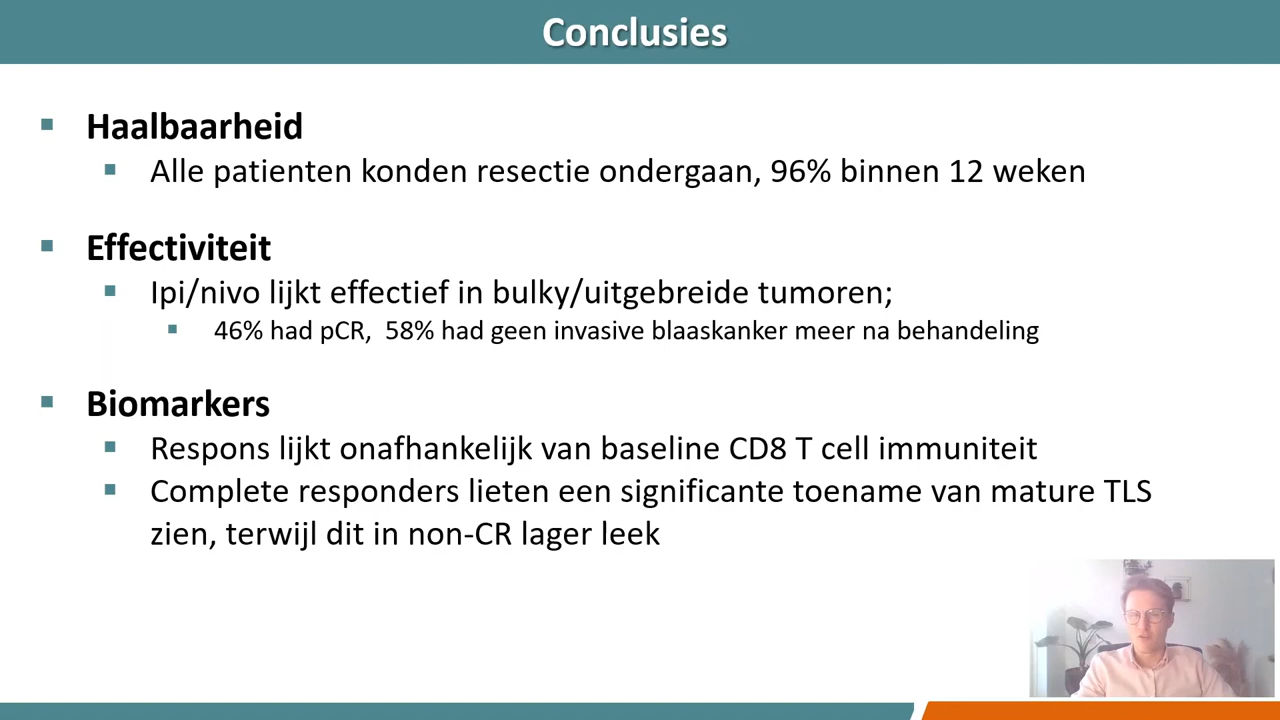 Conclusies
Haalbaarheid
Alle patienten konden resectie ondergaan, 96% binnen 12 weken
Effectiviteit
Ipi/nivo lijkt effectief in bulky/uitgebreide tumoren;
46% had pCR, 58% had geen invasive blaaskanker meer na behandeling
Biomarkers
Respons lijkt onafhankelijk van baseline CD8 T cell immuniteit
Complete responders lieten een significante toename van mature TLS
zien, terwijl dit in non-CR lager leek